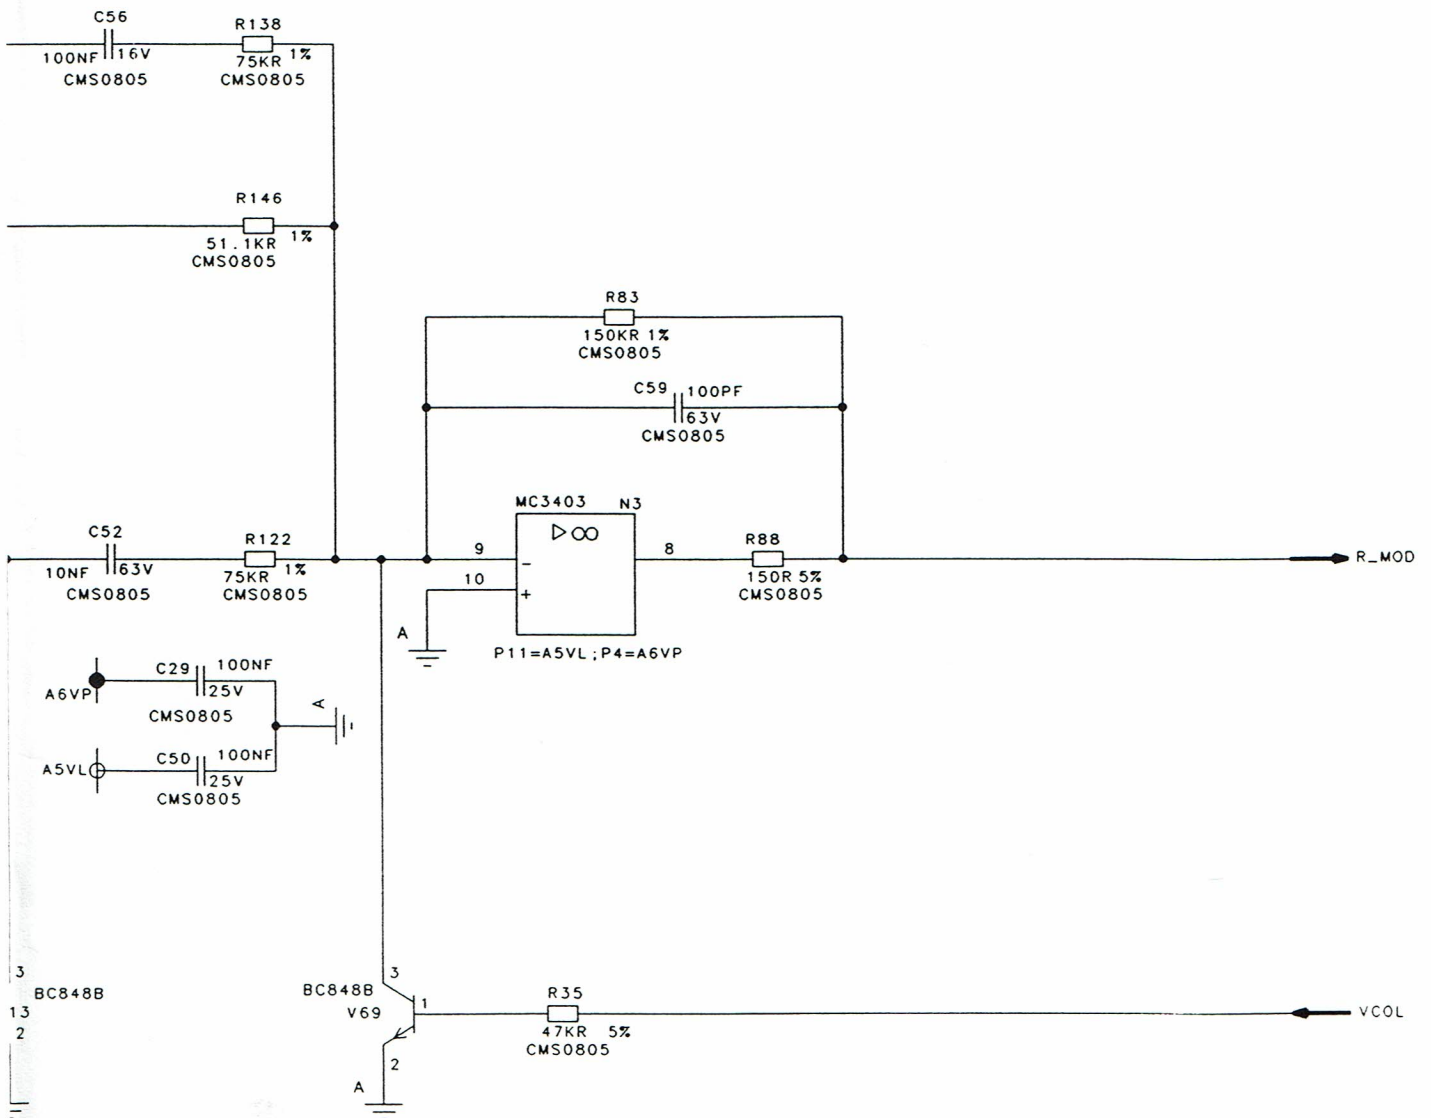 C56
100NF 16V
CMS0805
R138
75KR 1%
CMS0805
R146
51.1KR 1%
CMS0805
R83
150KR 1%
CMS0805
C59 100PF
63V
CMS0805
MC3403 N3
▷∞
9
10
−
+
8
P11=A5VL;P4=A6VP
A
C52
10NF 63V
CMS0805
R122
75KR 1%
CMS0805
R88
150R 5%
CMS0805
R_MOD
A6VP
C29 100NF
25V
CMS0805
A
A5VL
C50 100NF
25V
CMS0805
3
BC848B
13
2
BC848B
V69
3
1
2
A
R35
47KR 5%
CMS0805
VCOL